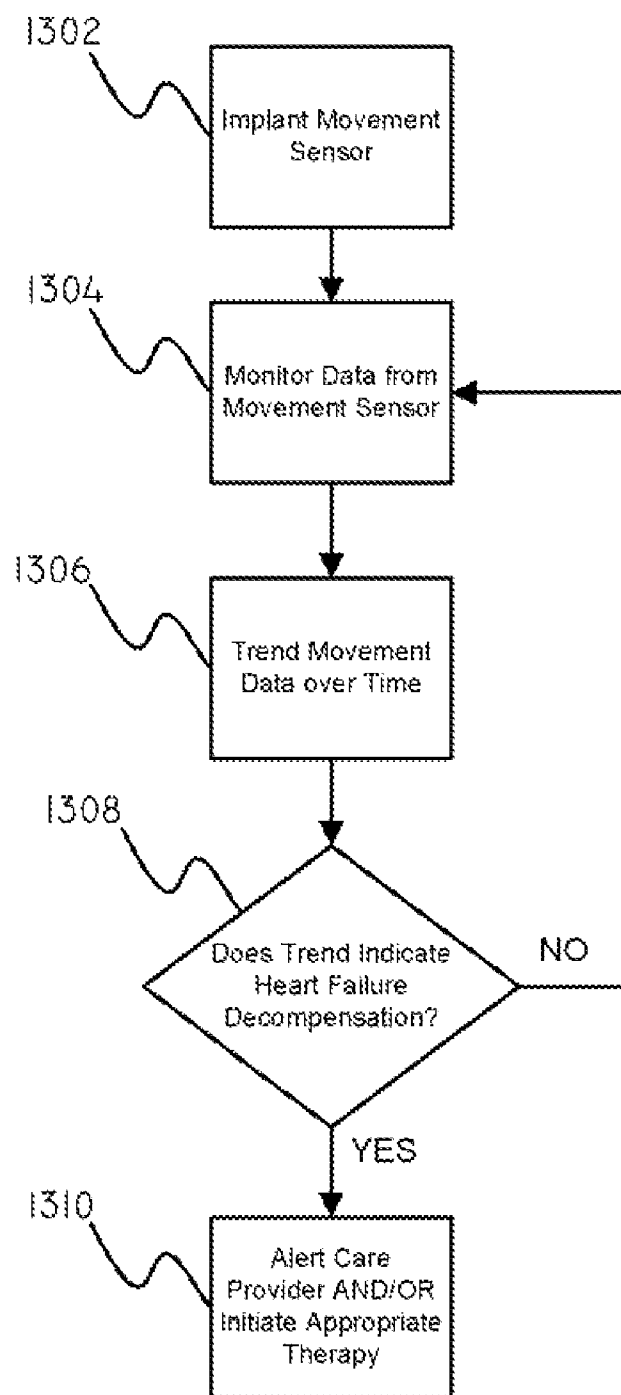 1302
Implant Movement
Sensor
1304
Monitor Data from
Movement Sensor
1306
Trend Movement
Data over Time
1308
Does Trend Indicate
Heart Failure
Decompensation?
NO
YES
1310
Alert Care
Provider AND/OR
Initiate Appropriate
Therapy